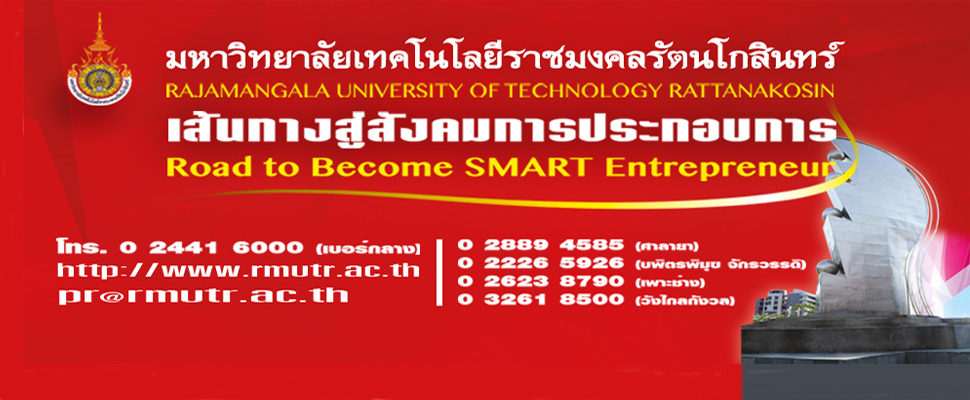 มหาวิทยาลัยเทคโนโลยีราชมงคลรัตนโกสินทร์
RAJAMANGALA UNIVERSITY OF TECHNOLOGY RATTANAKOSIN
เส้นทางสู่สังคมการประกอบการ
Road to Become SMART Entrepreneur
โทร. 0 2441 6000 (เบอร์กลาง)
http://www.rmutr.ac.th
pr@rmutr.ac.th
0 2889 4585 (ศาลายา)
0 2226 5926 (บพิตรพิมุข จักรวรรดิ)
0 2623 8790 (เพาะช่าง)
0 3261 8500 (วังไกลกังวล)